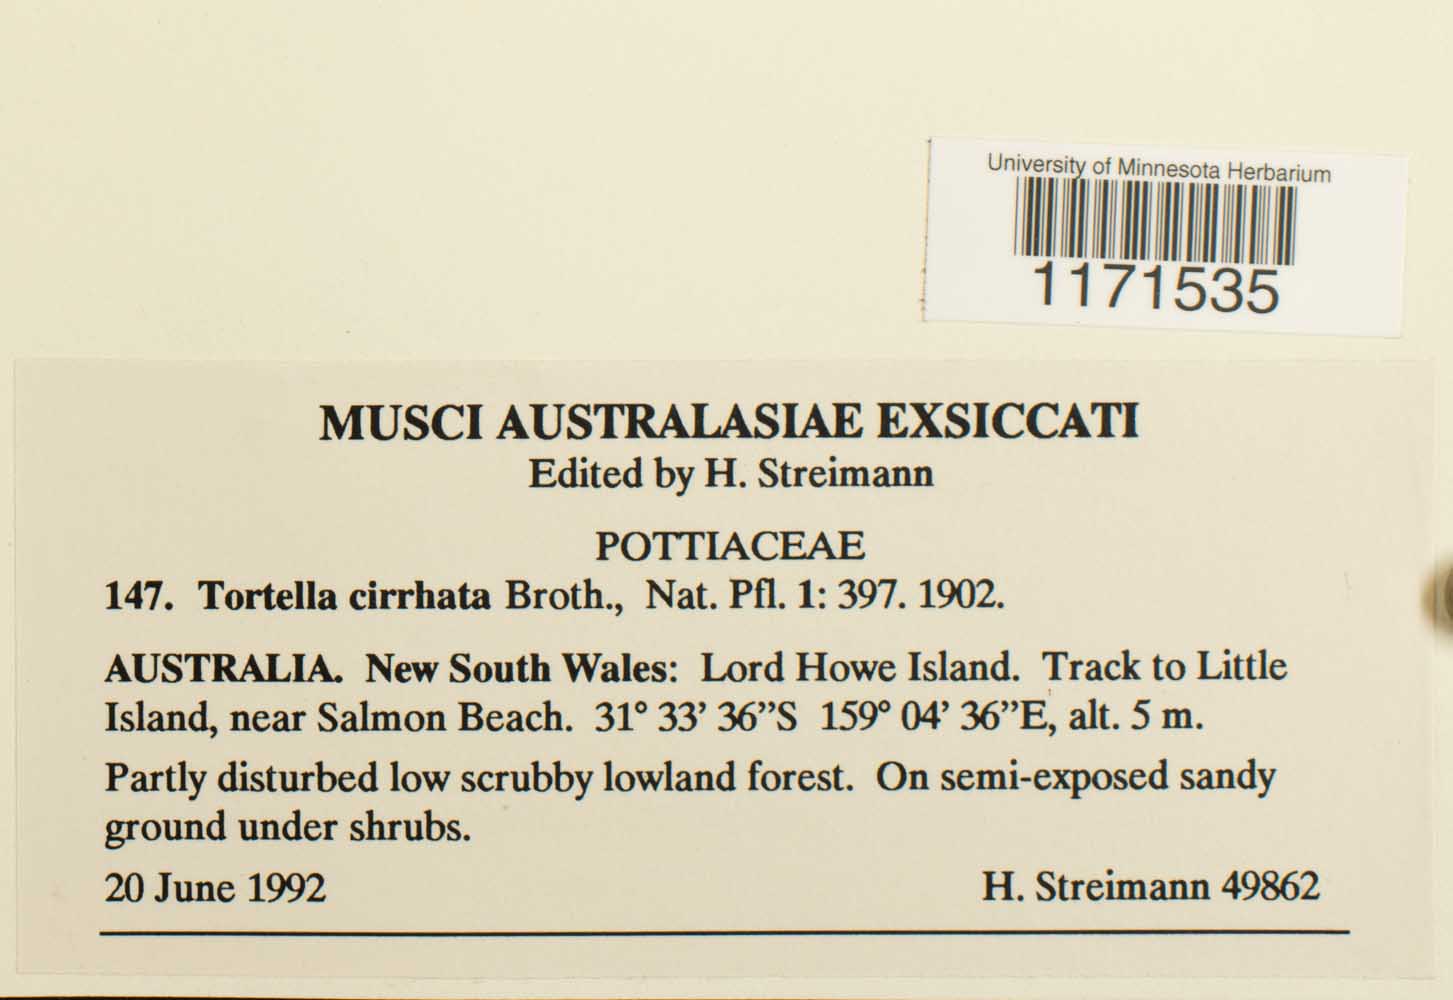 University of Minnesota Herbarium
1171535
MUSCI AUSTRALASIAE EXSICCATI
Edited by H. Streimann
POTTIACEAE
147. Tortella cirrhata Broth., Nat. Pfl. 1: 397. 1902.
AUSTRALIA. New South Wales: Lord Howe Island. Track to Little
Island, near Salmon Beach. 31° 33’ 36”S 159° 04’ 36”E, alt. 5 m.
Partly disturbed low scrubby lowland forest. On semi-exposed sandy
ground under shrubs.
20 June 1992 H. Streimann 49862